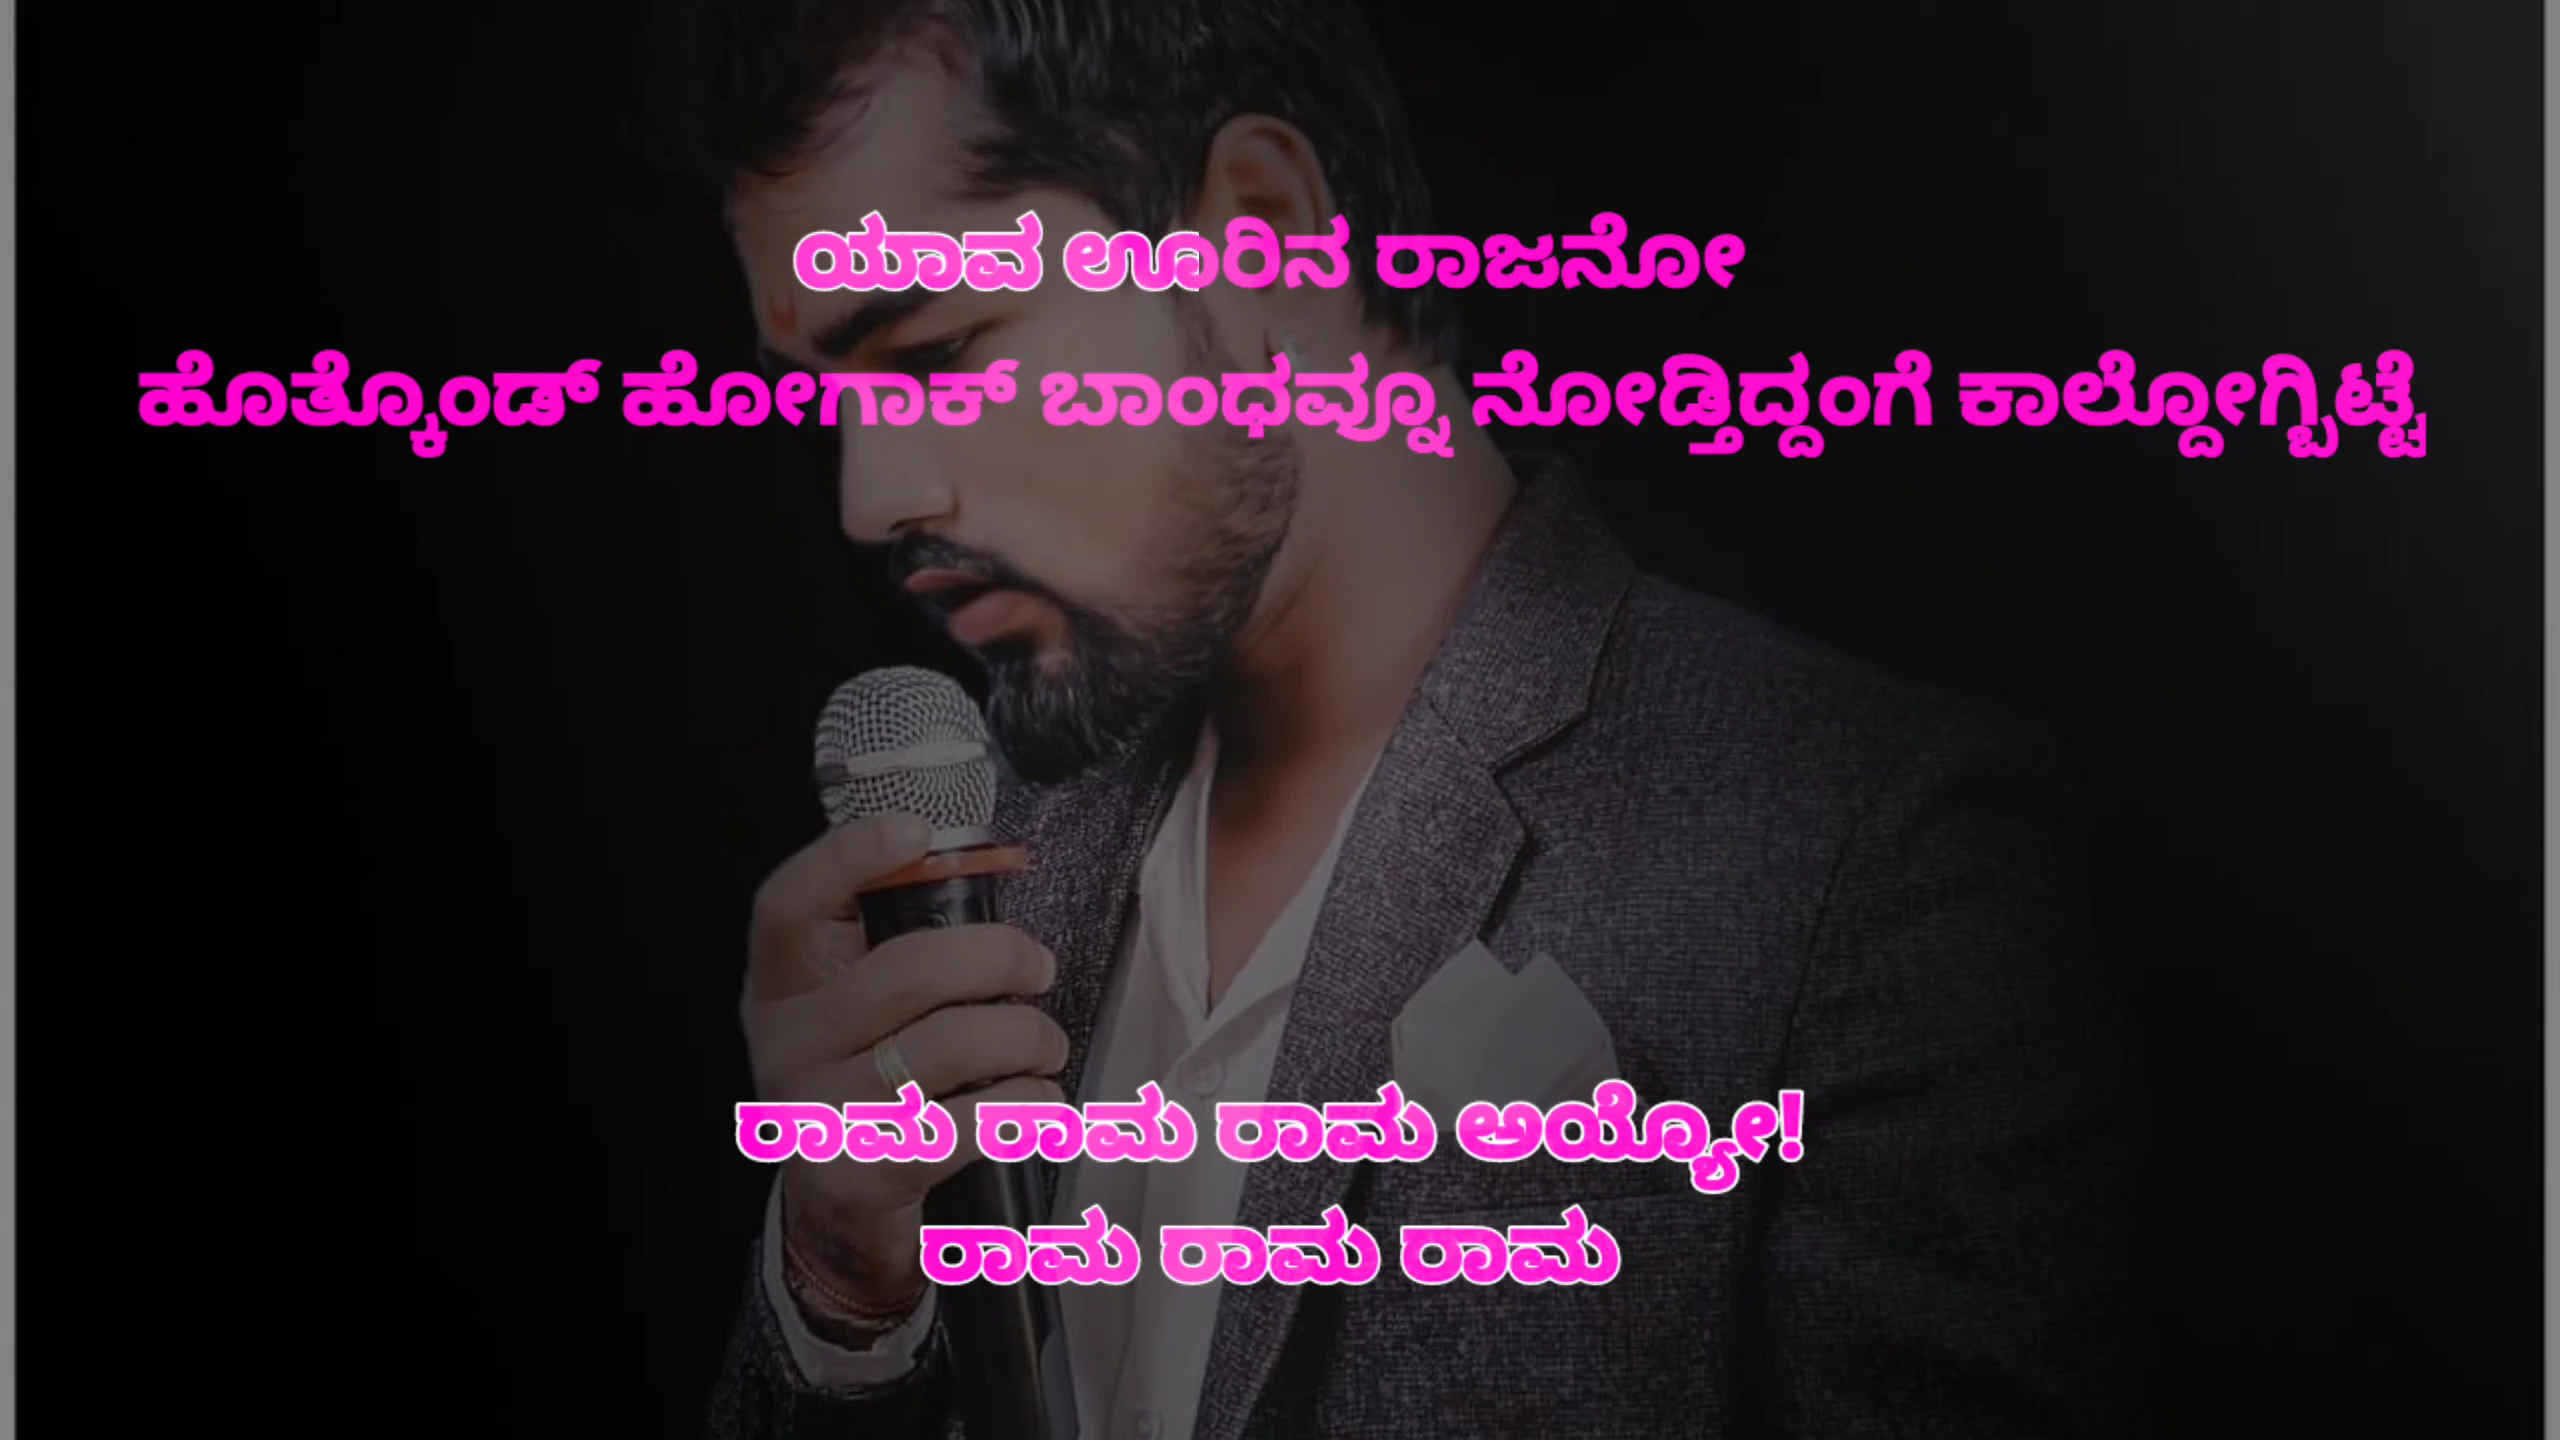 ಯಾವ ಊರಿನ ರಾಜನೋ
ಹೊತ್ಕೊಂಡ್ ಹೋಗಾಕ್ ಬಾಂಧವ್ನೂ ನೋಡ್ತಿದ್ದಂಗೆ ಕಾಲ್ದೋಗ್ಬಿಟ್ಟೆ
ರಾಮ ರಾಮ ರಾಮ ಅಯ್ಯೋ!
ರಾಮ ರಾಮ ರಾಮ